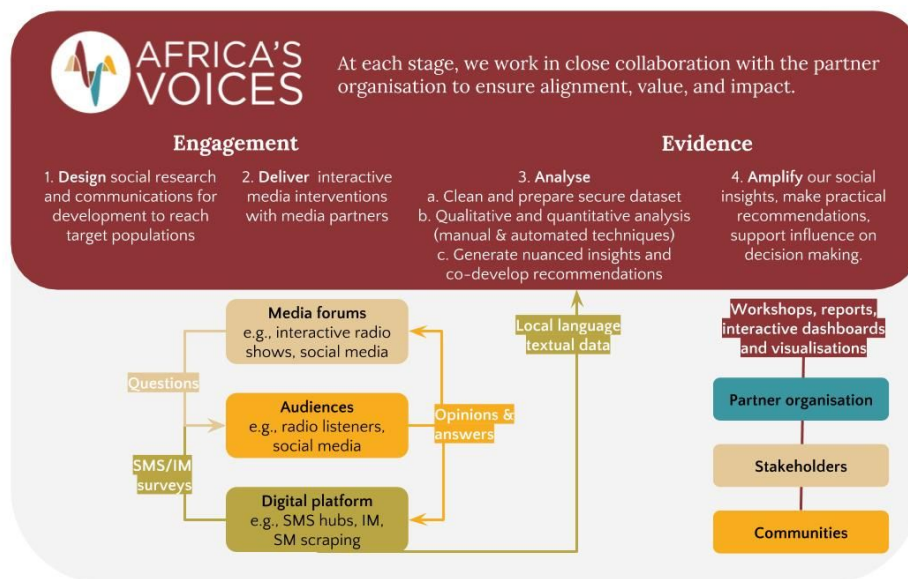 AFRICA'S
VOICES
At each stage, we work in close collaboration with the partner
organisation to ensure alignment, value, and impact.
Engagement
1. Design social research
and communications for
development to reach
target populations
2. Deliver interactive
media interventions
with media partners
Evidence
3. Analyse
a. Clean and prepare secure dataset
b. Qualitative and quantitative analysis
(manual & automated techniques)
c. Generate nuanced insights and
co-develop recommendations
4. Amplify our social
insights, make practical
recommendations,
support influence on
decision making.
Media forums
e.g., interactive radio
shows, social media
Questions
Audiences
e.g., radio listeners,
social media
Opinions &
answers
SMS/IM
surveys
Digital platform
e.g., SMS hubs, IM,
SM scraping
Local language
textual data
Workshops, reports,
interactive dashboards
and visualisations
Partner organisation
Stakeholders
Communities